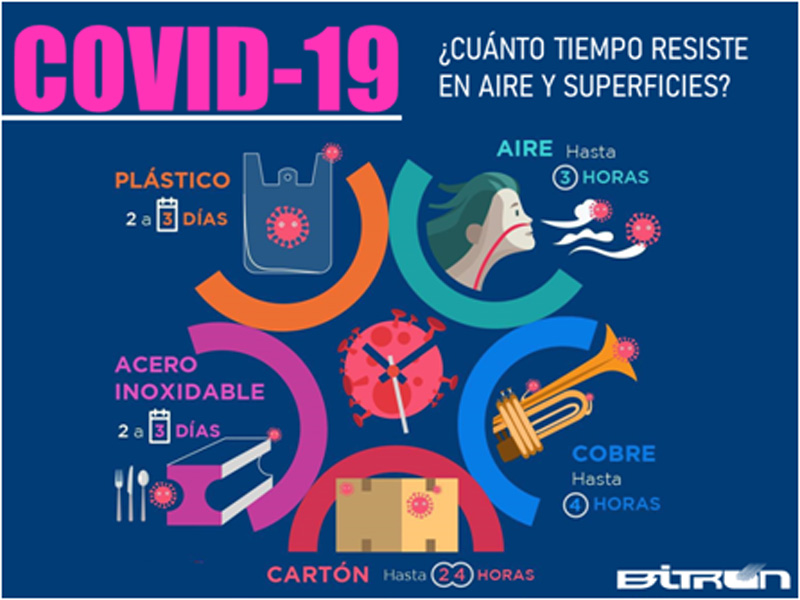 COVID-19
¿CUÁNTO TIEMPO RESISTE
EN AIRE Y SUPERFICIES?
PLÁSTICO
2 a 3 DÍAS
AIRE Hasta
3 HORAS
ACERO
INOXIDABLE
2 a 3 DÍAS
COBRE
Hasta
4 HORAS
CARTÓN Hasta 24 HORAS
BITRON